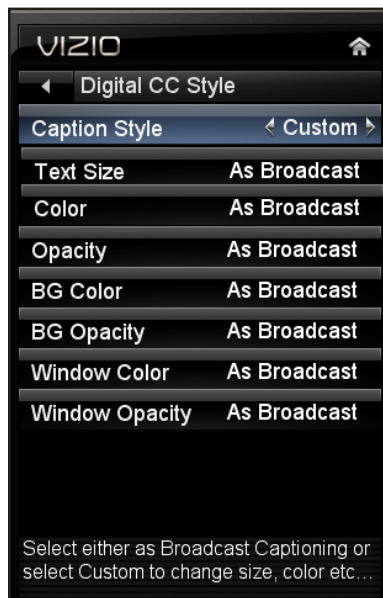 VIZIO
Digital CC Style
Caption Style Custom
Text Size As Broadcast
Color As Broadcast
Opacity As Broadcast
BG Color As Broadcast
BG Opacity As Broadcast
Window Color As Broadcast
Window Opacity As Broadcast
Select either as Broadcast Captioning or
select Custom to change size, color etc...